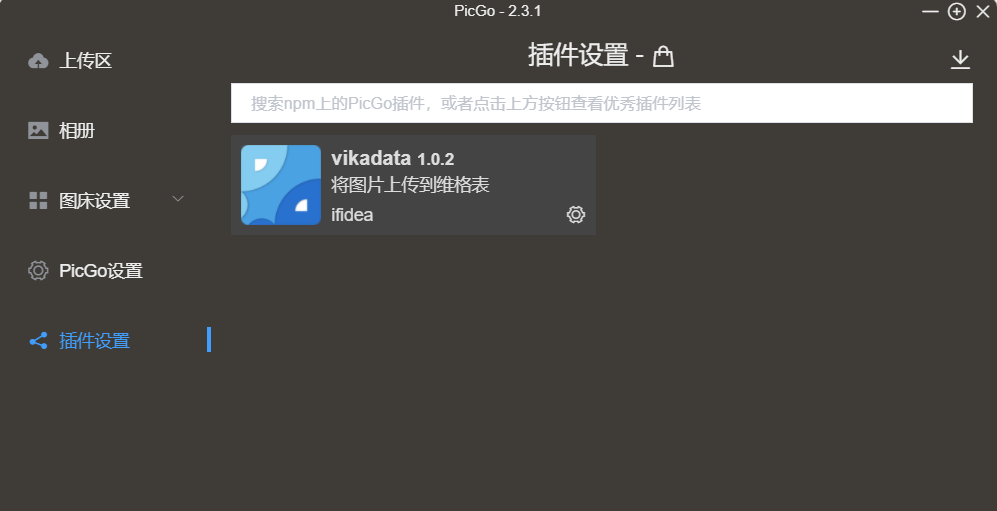 PicGo - 2.3.1
上传区
相册
图床设置
PicGo设置
插件设置
插件设置 -
搜索npm上的PicGo插件，或者点击上方按钮查看优秀插件列表
vikadata 1.0.2
将图片上传到维格表
ifidea